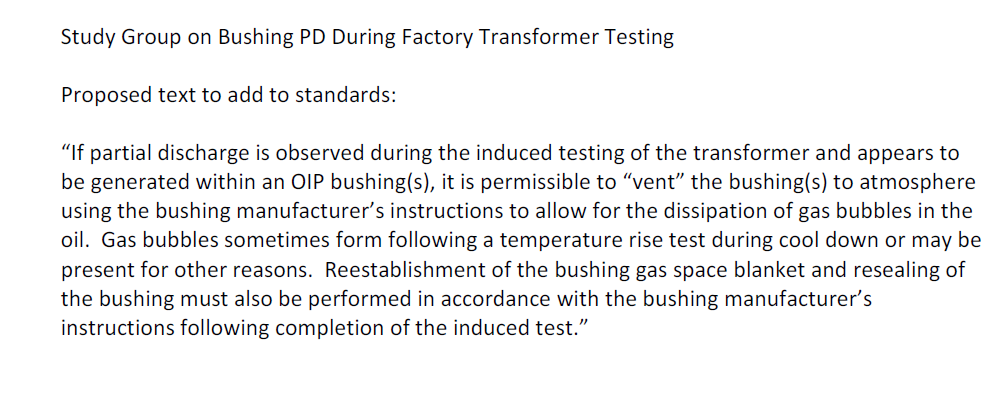 Study Group on Bushing PD During Factory Transformer Testing
Proposed text to add to standards:
“If partial discharge is observed during the induced testing of the transformer and appears to
be generated within an OIP bushing(s), it is permissible to “vent” the bushing(s) to atmosphere
using the bushing manufacturer’s instructions to allow for the dissipation of gas bubbles in the
oil.  Gas bubbles sometimes form following a temperature rise test during cool down or may be
present for other reasons.  Reestablishment of the bushing gas space blanket and resealing of
the bushing must also be performed in accordance with the bushing manufacturer’s
instructions following completion of the induced test.”